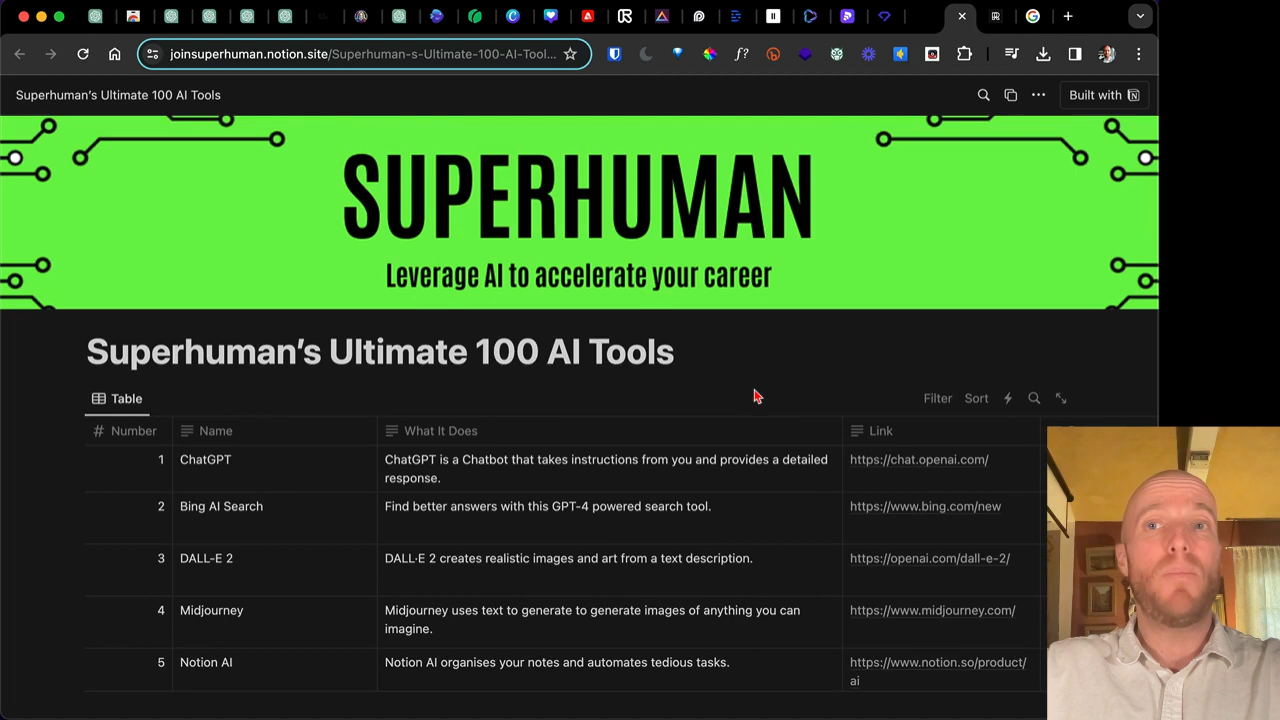 joinsuperhuman.notion.site/Superhuman-s-Ultimate-100-AI-Tool...
Superhuman’s Ultimate 100 AI Tools
Built with
SUPERHUMAN
Leverage AI to accelerate your career
Superhuman’s Ultimate 100 AI Tools
Table
Filter
Sort
# Number
Name
What It Does
Link
1
ChatGPT
ChatGPT is a Chatbot that takes instructions from you and provides a detailed
response.
https://chat.openai.com/
2
Bing AI Search
Find better answers with this GPT-4 powered search tool.
https://www.bing.com/new
3
DALL-E 2
DALL·E 2 creates realistic images and art from a text description.
https://openai.com/dall-e-2/
4
Midjourney
Midjourney uses text to generate to generate images of anything you can
imagine.
https://www.midjourney.com/
5
Notion AI
Notion AI organises your notes and automates tedious tasks.
https://www.notion.so/product/
ai